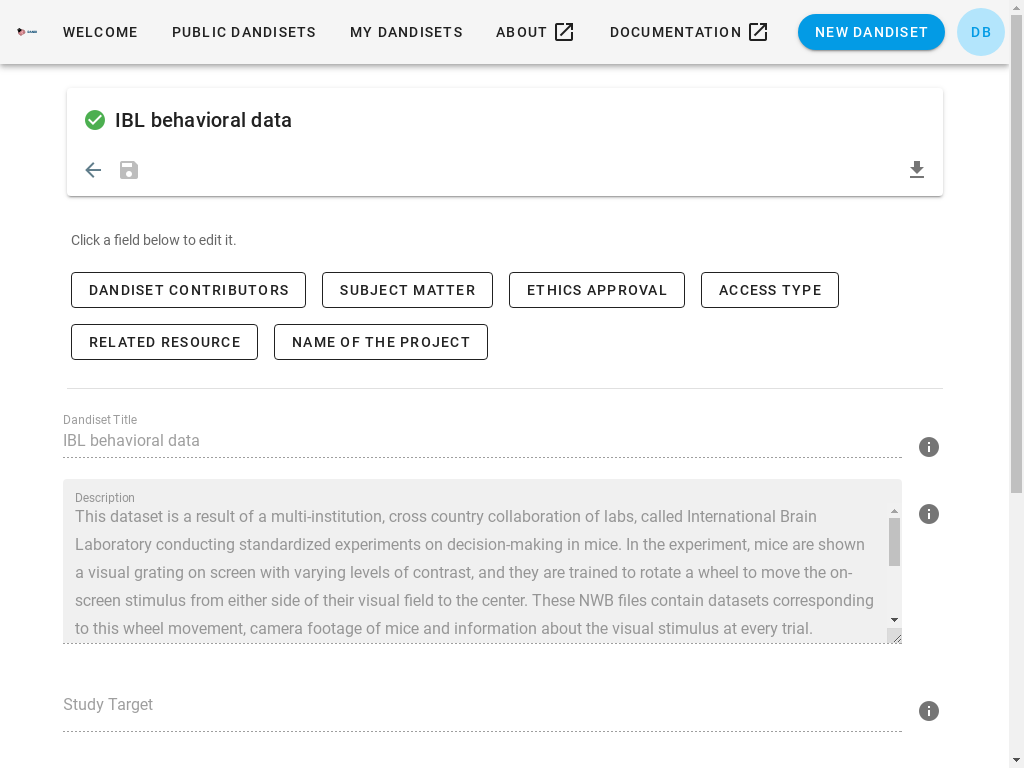 WELCOME PUBLIC DANDISETS MY DANDISETS ABOUT DOCUMENTATION NEW DANDISET DB
IBL behavioral data
Click a field below to edit it.
DANDISET CONTRIBUTORS SUBJECT MATTER ETHICS APPROVAL ACCESS TYPE
RELATED RESOURCE NAME OF THE PROJECT
Dandiset Title
IBL behavioral data
Description
This dataset is a result of a multi-institution, cross country collaboration of labs, called International Brain
Laboratory conducting standardized experiments on decision-making in mice. In the experiment, mice are shown
a visual grating on screen with varying levels of contrast, and they are trained to rotate a wheel to move the on-
screen stimulus from either side of their visual field to the center. These NWB files contain datasets corresponding
to this wheel movement, camera footage of mice and information about the visual stimulus at every trial.
Study Target